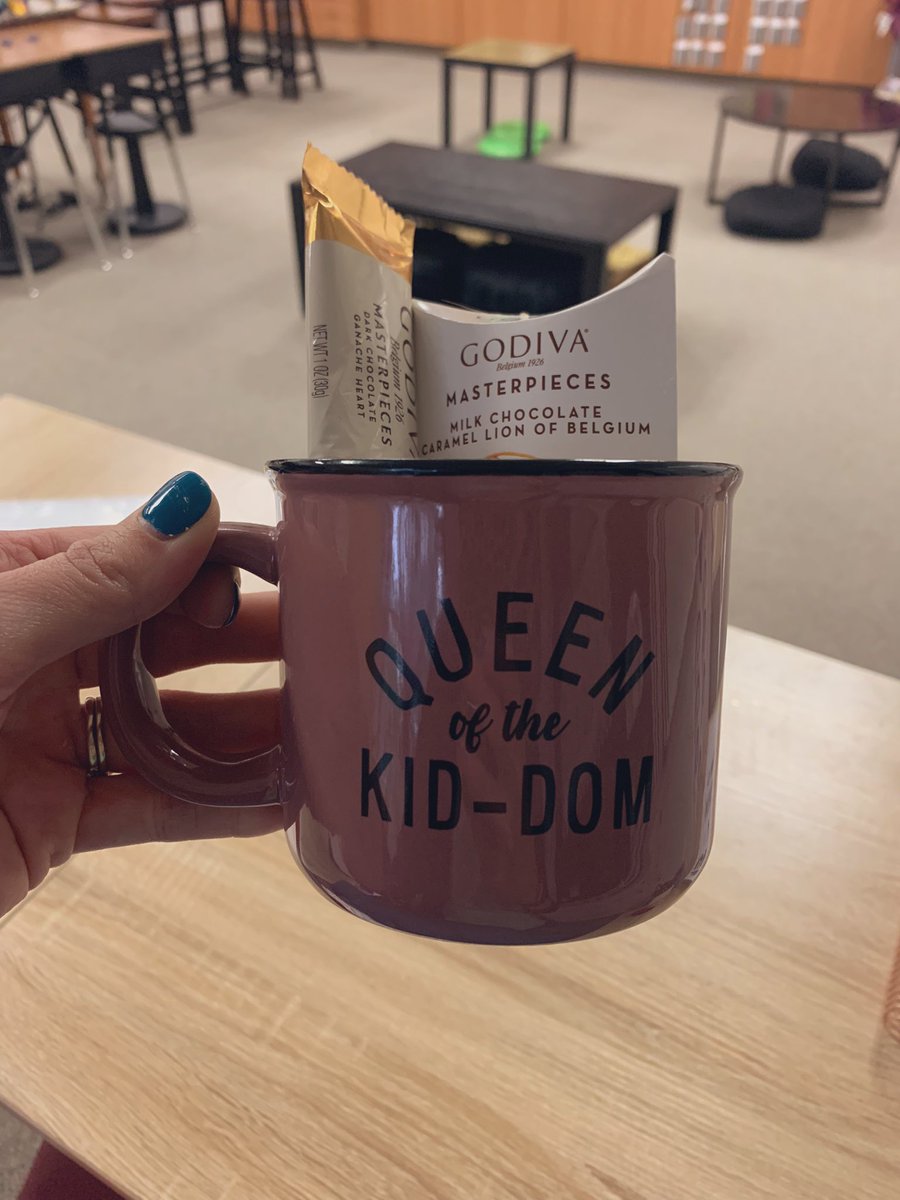 NET WT 1 OZ (30g)
GODIVA
Belgium 1926
MASTERPIECES
DARK CHOCOLATE
GANACHE HEART
GODIVA®
Belgium 1926
MASTERPIECES
MILK CHOCOLATE
CARAMEL LION OF BELGIUM
QUEEN
of the
KID-DOM